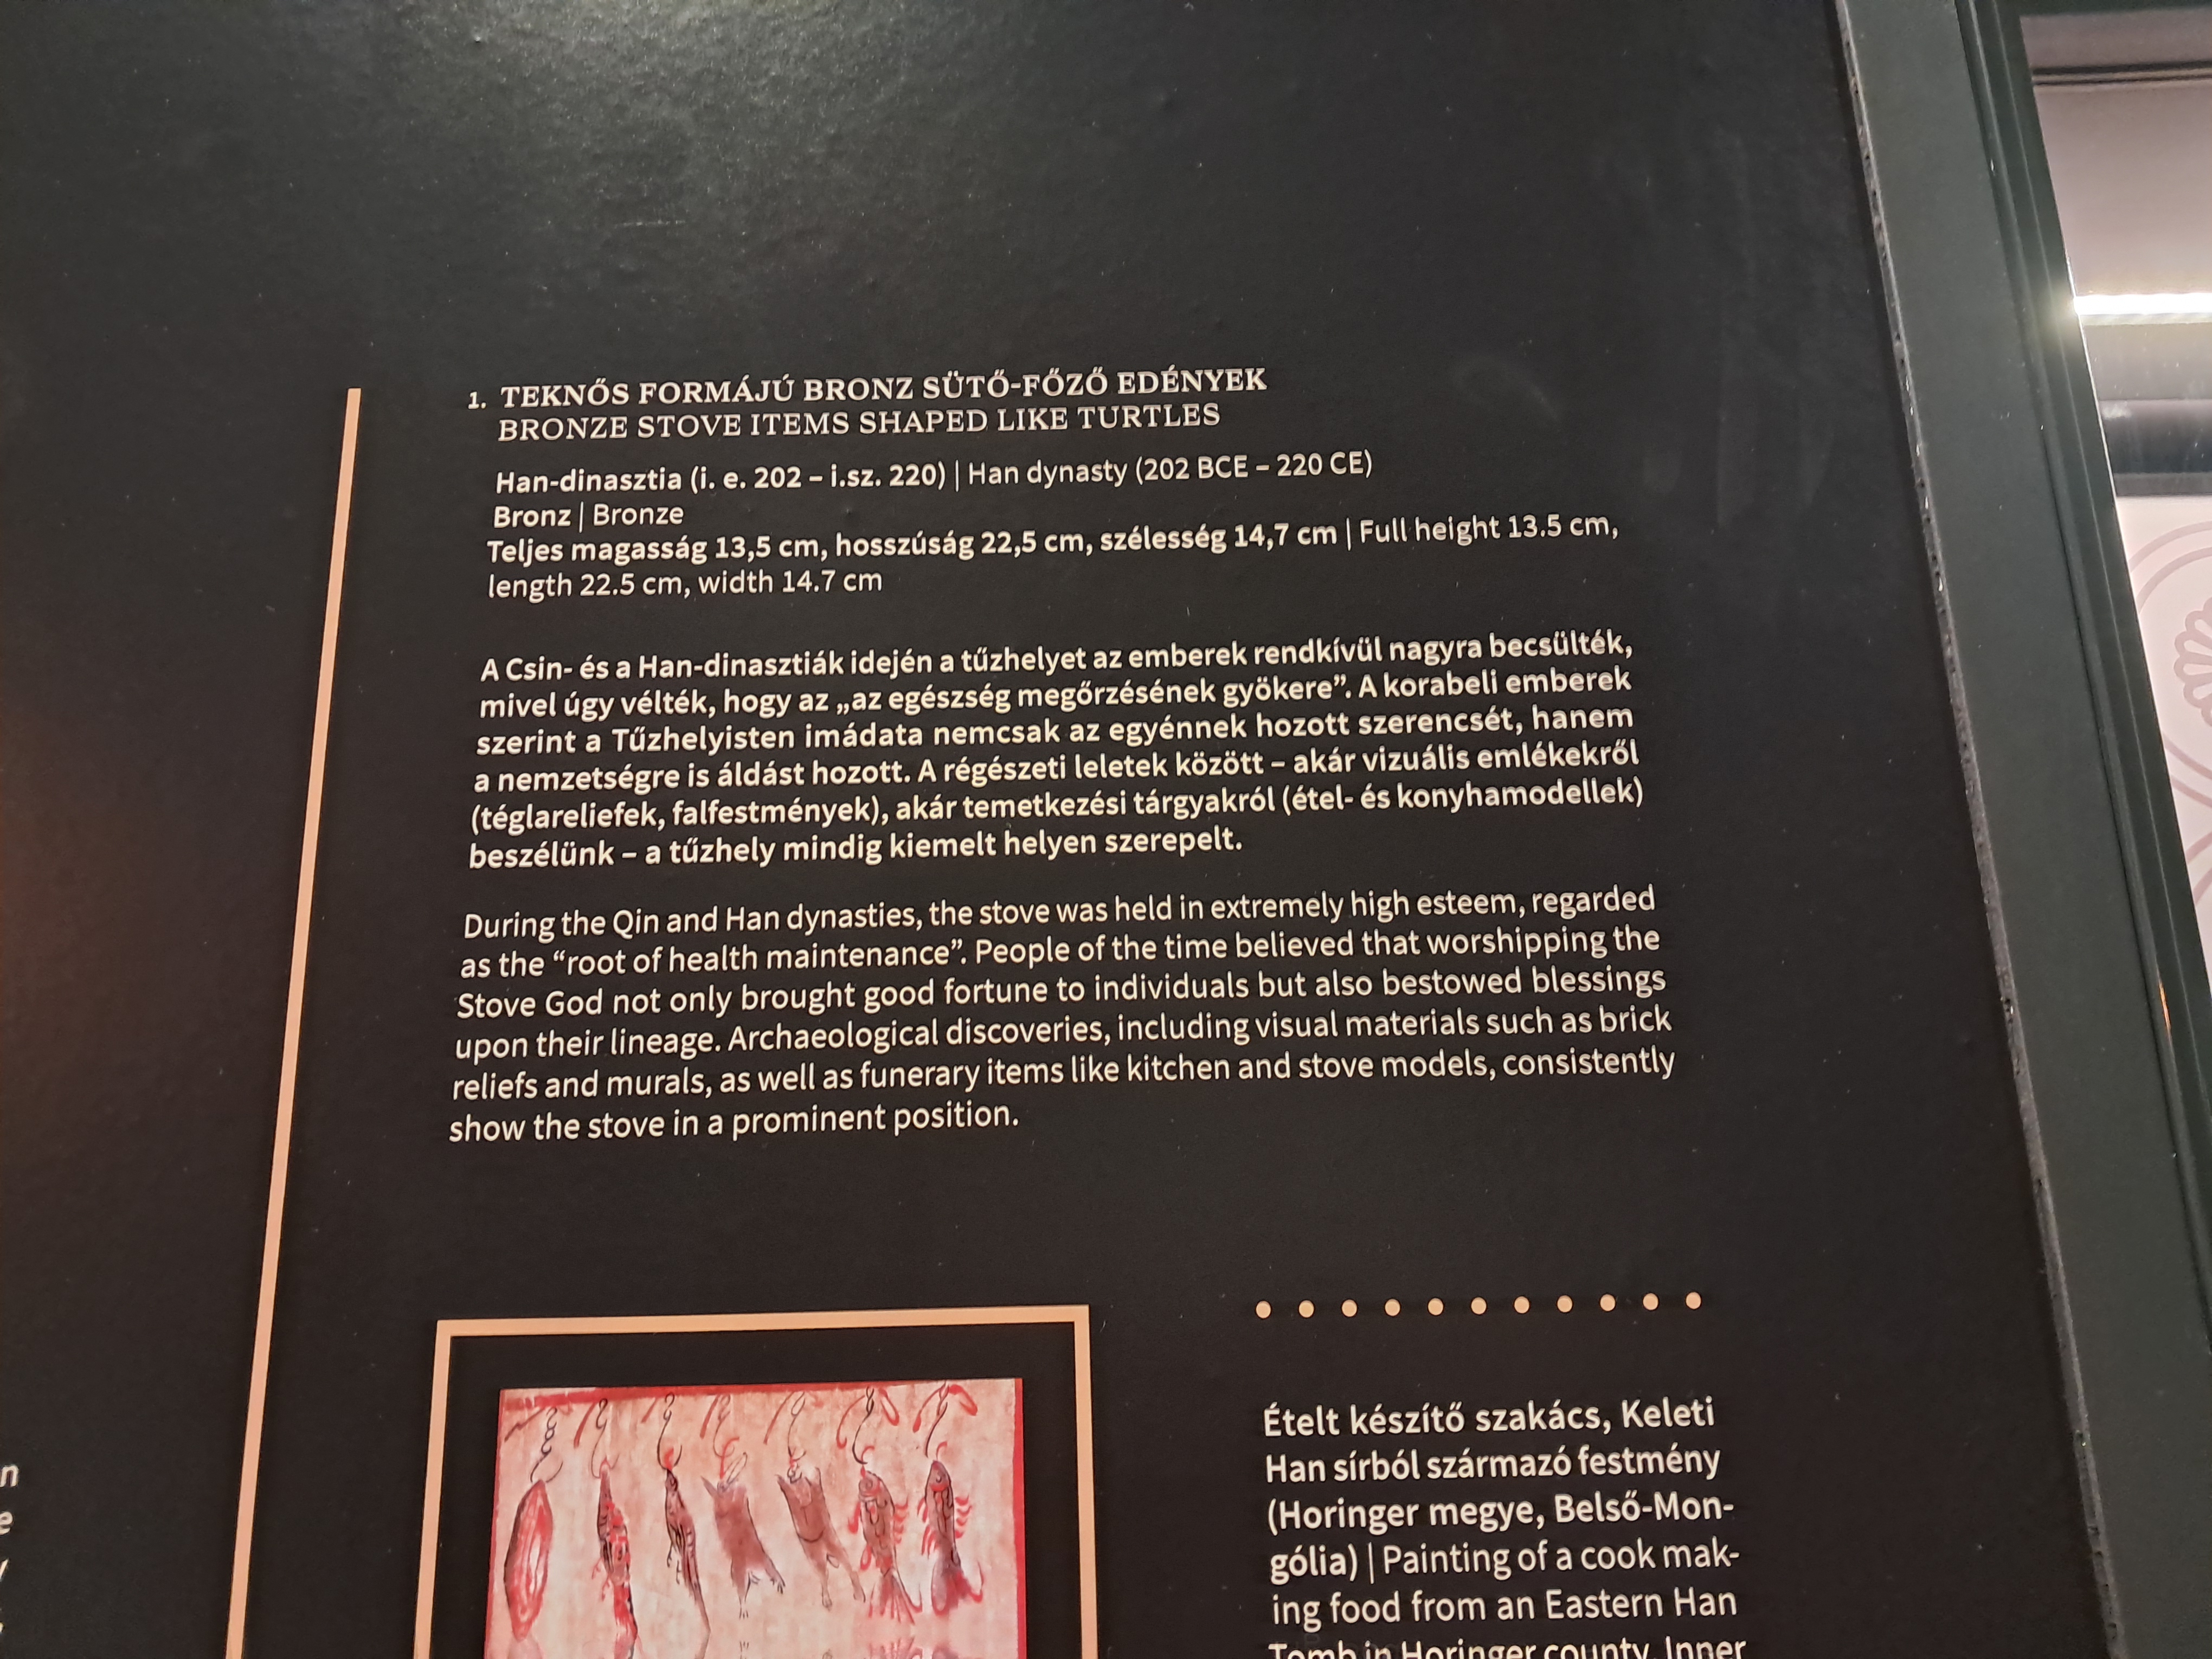 1. TEKNŐS FORMÁJÚ BRONZ SÜTŐ-FŐZŐ EDÉNYEK
BRONZE STOVE ITEMS SHAPED LIKE TURTLES
Han-dinasztia (i. e. 202 – i.sz. 220) | Han dynasty (202 BCE – 220 CE)
Bronz | Bronze
Teljes magasság 13,5 cm, hosszúság 22,5 cm, szélesség 14,7 cm | Full height 13.5 cm,
length 22.5 cm, width 14.7 cm
A Csin- és a Han-dinasztiák idején a tűzhelyet az emberek rendkívül nagyra becsülték,
mivel úgy vélték, hogy az „az egészség megőrzésének gyökere”. A korabeli emberek
szerint a Tűzhelyisten imádata nemcsak az egyénnek hozott szerencsét, hanem
a nemzetségre is áldást hozott. A régészeti leletek között – akár vizuális emlékekről
(téglareliefek, falfestmények), akár temetkezési tárgyakról (étel- és konyhamodellek)
beszélünk – a tűzhely mindig kiemelt helyen szerepelt.
During the Qin and Han dynasties, the stove was held in extremely high esteem, regarded
as the “root of health maintenance”. People of the time believed that worshipping the
Stove God not only brought good fortune to individuals but also bestowed blessings
upon their lineage. Archaeological discoveries, including visual materials such as brick
reliefs and murals, as well as funerary items like kitchen and stove models, consistently
show the stove in a prominent position.
Ételt készítő szakács, Keleti
Han sírból származó festmény
(Horinger megye, Belső-Mon-
gólia) | Painting of a cook mak-
ing food from an Eastern Han
Tomb in Horinger county, Inner